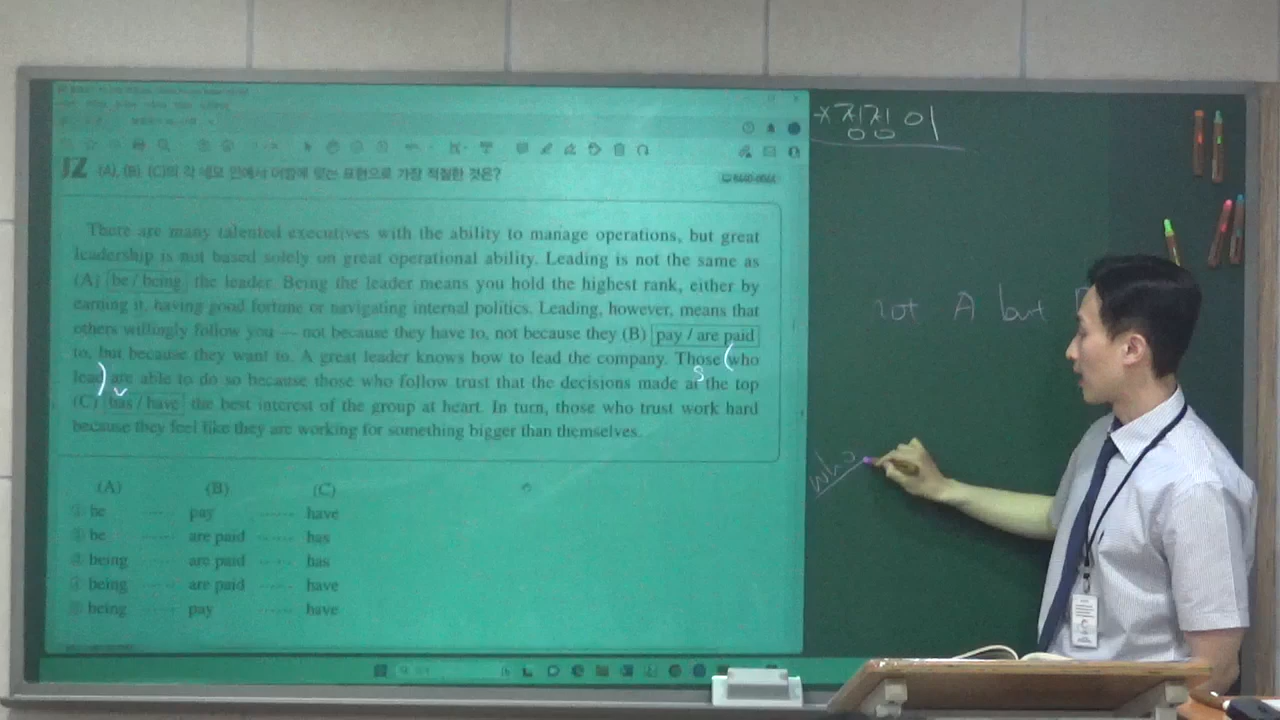 12 (A), (B), (C)의 각 네모 안에서 어법에 맞는 표현으로 가장 적절한 것은?
There are many talented executives with the ability to manage operations, but great
leadership is not based solely on great operational ability. Leading is not the same as
(A) be / being the leader. Being the leader means you hold the highest rank, either by
earning it, having good fortune or navigating internal politics. Leading, however, means that
others willingly follow you — not because they have to, not because they (B) pay / are paid
to, but because they want to. A great leader knows how to lead the company. Those (who
lead) are able to do so because those who follow trust that the decisions made at the top
(C) has / have the best interest of the group at heart. In turn, those who trust work hard
because they feel like they are working for something bigger than themselves.
(A) (B) (C)
① be ······ pay ······ have
② be ······ are paid ······ has
③ being ······ are paid ······ has
④ being ······ are paid ······ have
⑤ being ······ pay ······ have
S
v
*징징이
not A but
who